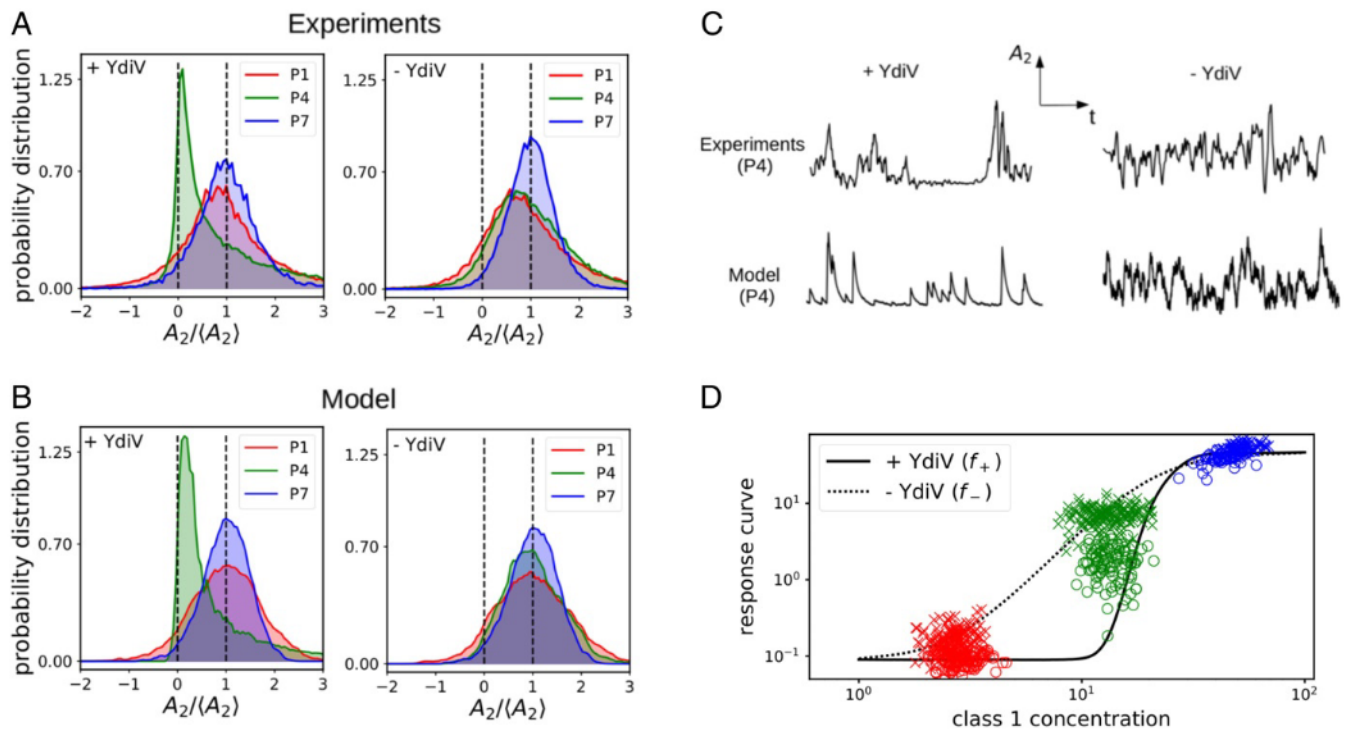 A
Experiments
probability distribution
+ YdiV
P1
P4
P7
1.25
0.70
0.00
−2 −1 0 1 2 3
A2/⟨A2⟩
- YdiV
P1
P4
P7
1.25
0.70
0.00
−2 −1 0 1 2 3
A2/⟨A2⟩
B
Model
probability distribution
+ YdiV
P1
P4
P7
1.25
0.70
0.00
−2 −1 0 1 2 3
A2/⟨A2⟩
- YdiV
P1
P4
P7
1.25
0.70
0.00
−2 −1 0 1 2 3
A2/⟨A2⟩
C
+ YdiV
A2
t
- YdiV
Experiments
(P4)
Model
(P4)
D
response curve
+ YdiV (f+)
- YdiV (f−)
10¹
10⁰
10⁻¹
10⁰ 10¹ 10²
class 1 concentration